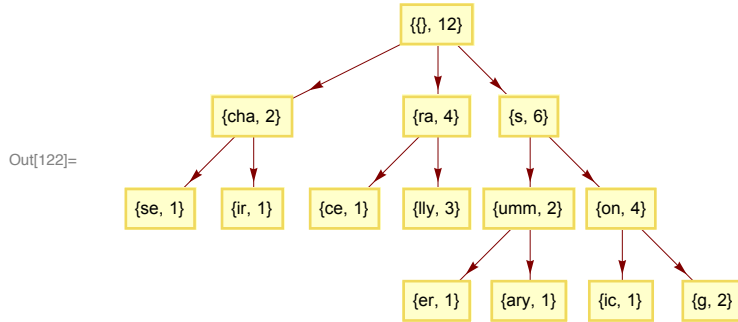 {{}, 12}
{cha, 2} {ra, 4} {s, 6}
Out[122]=
{se, 1} {ir, 1} {ce, 1} {lly, 3} {umm, 2} {on, 4}
{er, 1} {ary, 1} {ic, 1} {g, 2}